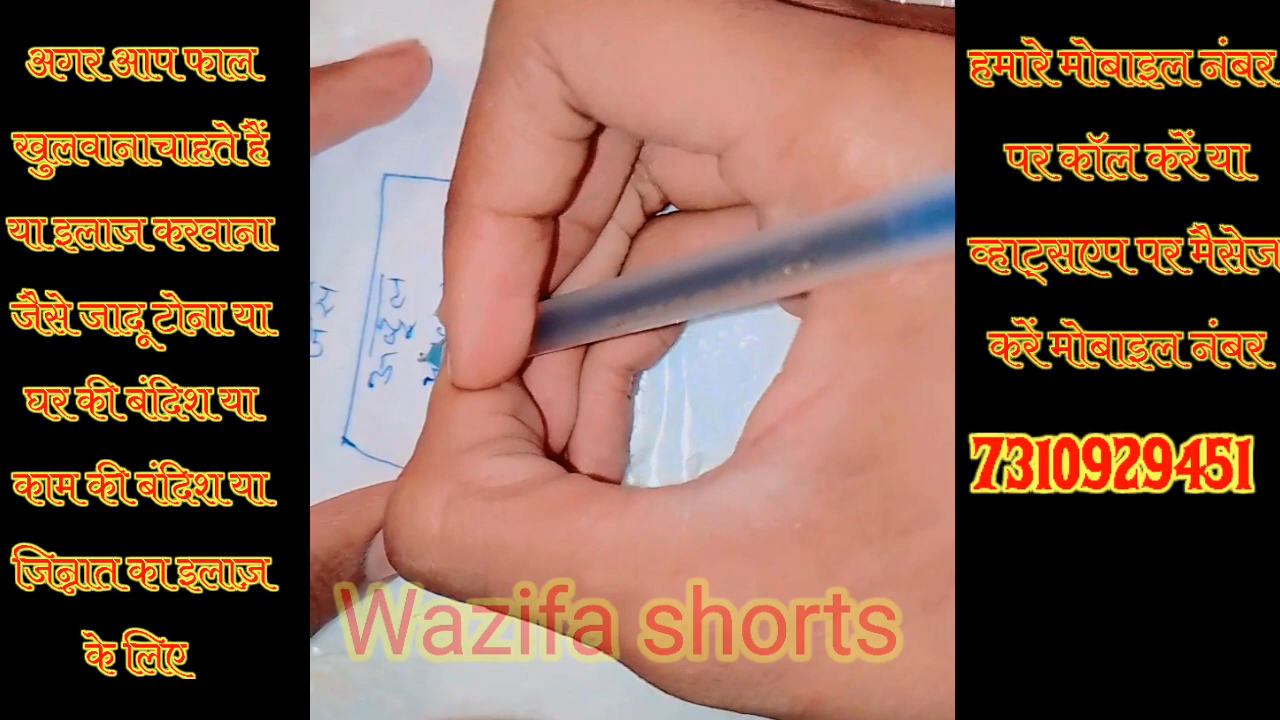 अगर आप फाल
खुलवानाचाहते हैं
या इलाज करवाना
जैसे जादू टोना या
घर की बंदिश या
काम की बंदिश या
जिन्नात का इलाज़
के लिए
हमारे मोबाइल नंबर
पर कॉल करें या
व्हाट्सएप पर मैसेज
करें मोबाइल नंबर
7310929451
Wazifa shorts